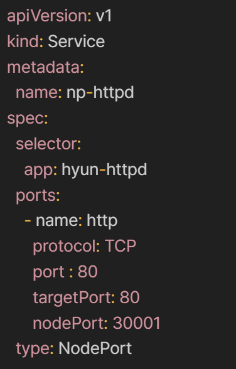 apiVersion: v1
kind: Service
metadata:
  name: np-httpd
spec:
  selector:
    app: hyun-httpd
  ports:
    - name: http
      protocol: TCP
      port : 80
      targetPort: 80
      nodePort: 30001
  type: NodePort